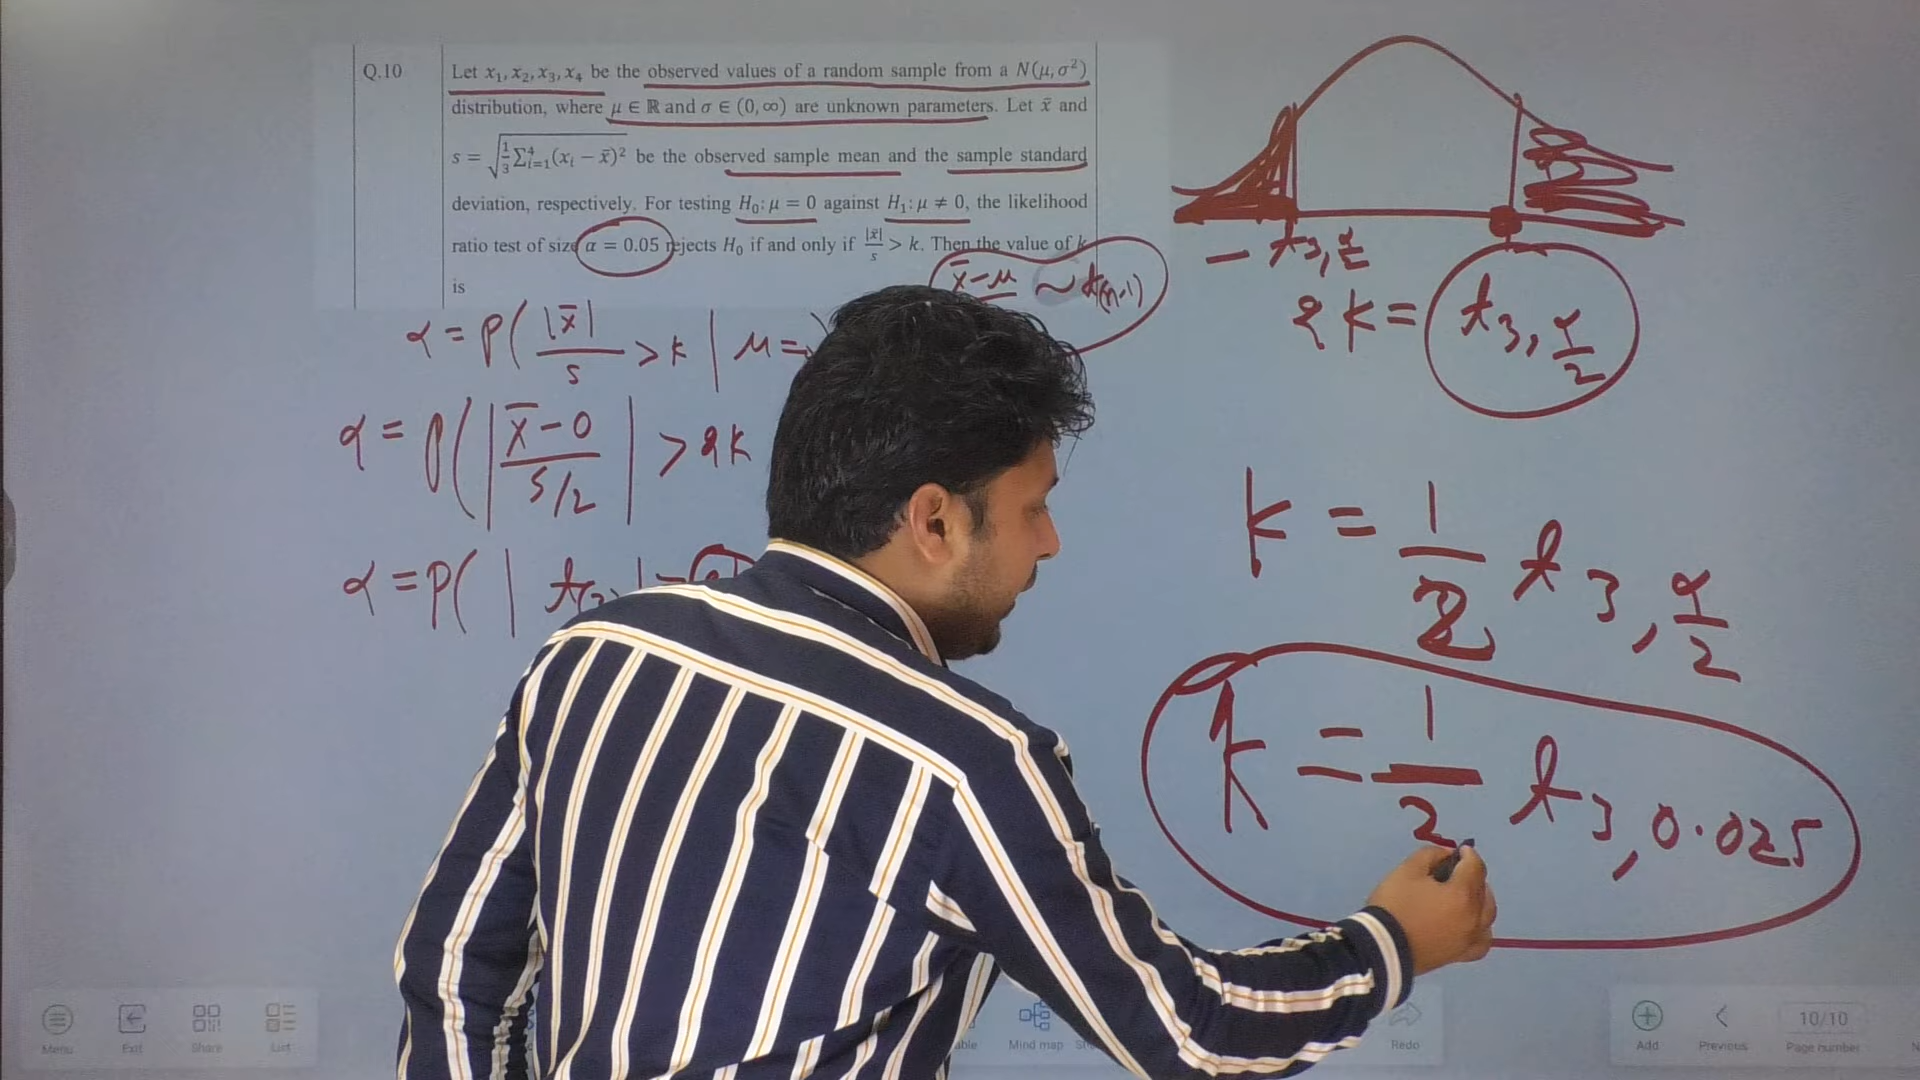 Q.10
Let x₁, x₂, x₃, x₄ be the observed values of a random sample from a N(μ, σ²)
distribution, where μ ∈ ℝ and σ ∈ (0, ∞) are unknown parameters. Let x̄ and
s = √(1/3 Σ⁴ᵢ₌₁(xᵢ − x̄)²) be the observed sample mean and the sample standard
deviation, respectively. For testing H₀: μ = 0 against H₁: μ ≠ 0, the likelihood
ratio test of size α = 0.05 rejects H₀ if and only if |x̄|/s > k. Then the value of k
is
x̄ − μ ~ t(n-1)
α = P( |x̄|/s > k | μ =
α = P( | (x̄ − 0)/(s/2) | > 2k
α = P( |
− t₃, α/2
2k = t₃, α/2
k = 1/2 t₃, α/2
k = 1/2 t₃, 0.025
Menu
Exit
Share
List
Mind map
Redo
Add
Previous
10/10
Page number